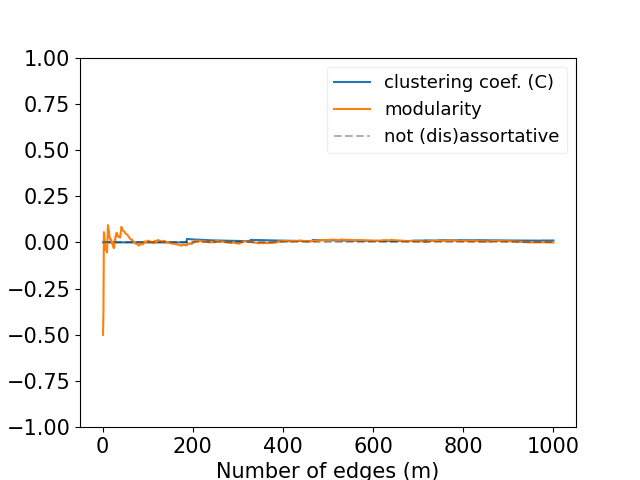 1.00
0.75
0.50
0.25
0.00
−0.25
−0.50
−0.75
−1.00
clustering coef. (C)
modularity
not (dis)assortative
0 200 400 600 800 1000
Number of edges (m)